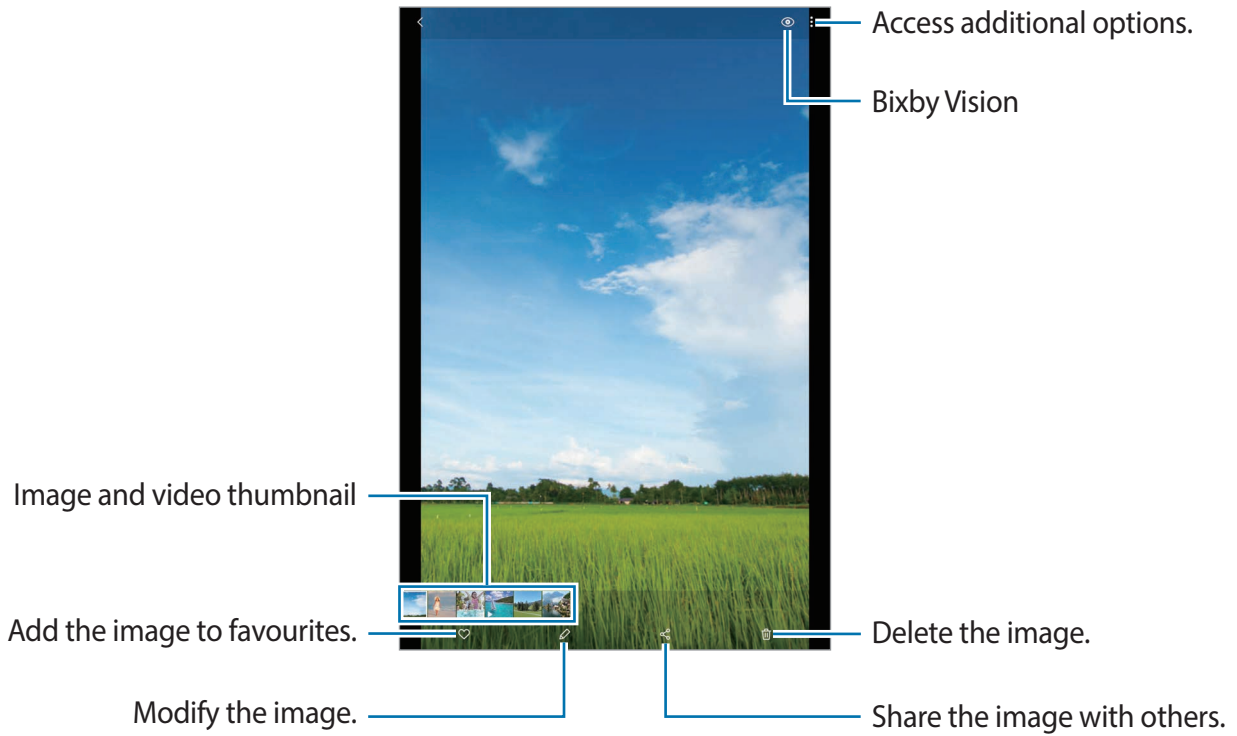 Access additional options.
Bixby Vision
Image and video thumbnail
Add the image to favourites.
Delete the image.
Modify the image.
Share the image with others.